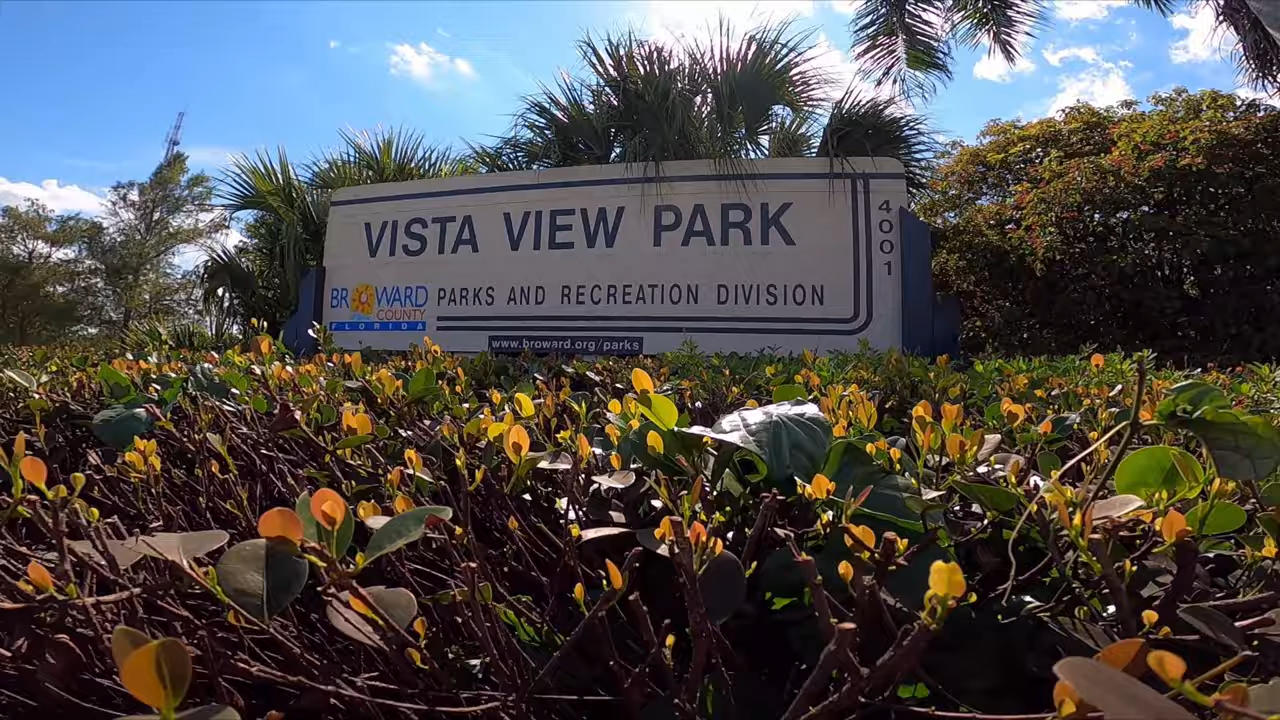 VISTA VIEW PARK
4001
BROWARD
COUNTY
FLORIDA
PARKS AND RECREATION DIVISION
www.broward.org/parks